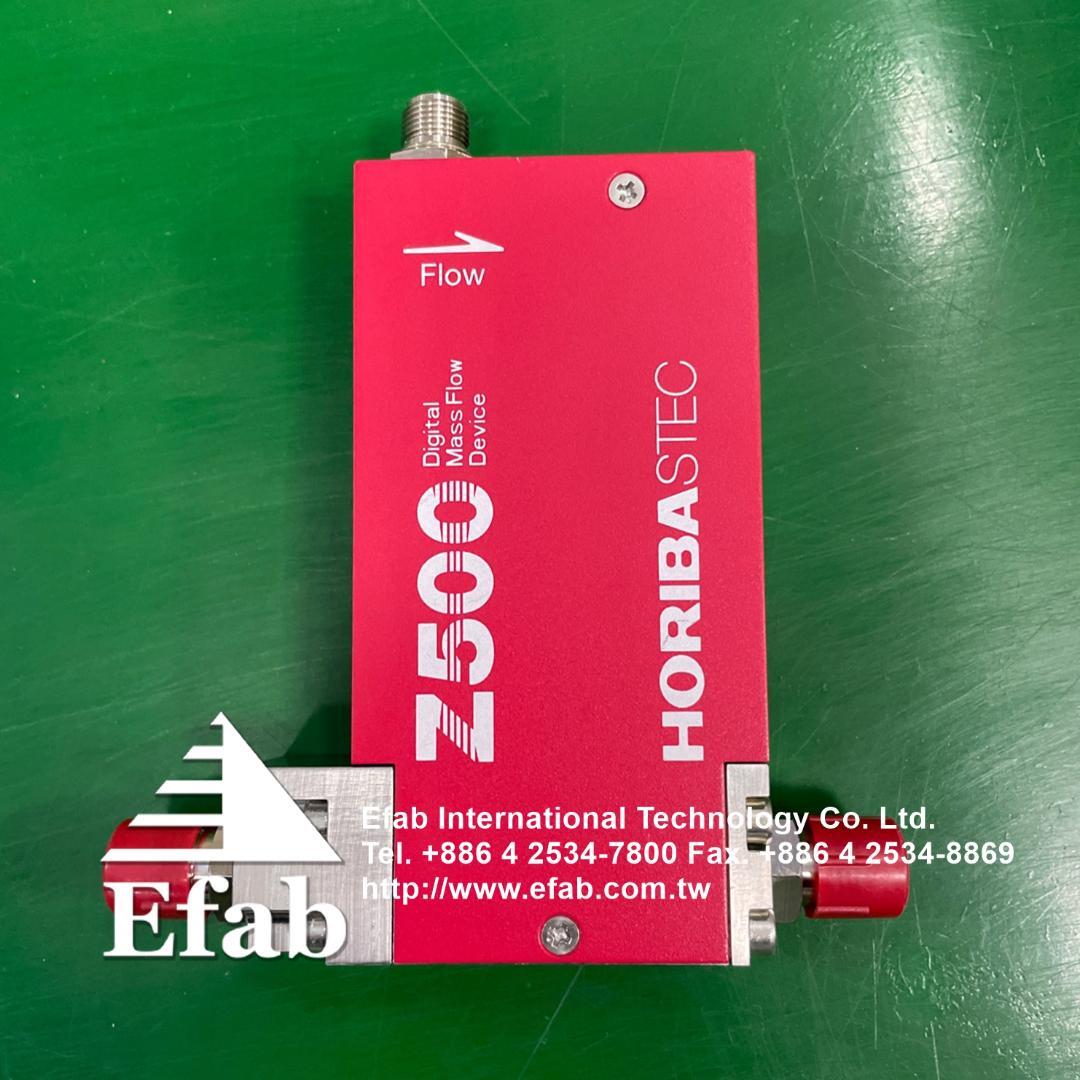 Flow
Z500
Digital
Mass Flow
Device
HORIBASTEC
Efab
Efab International Technology Co. Ltd.
Tel. +886 4 2534-7800 Fax. +886 4 2534-8869
http://www.efab.com.tw